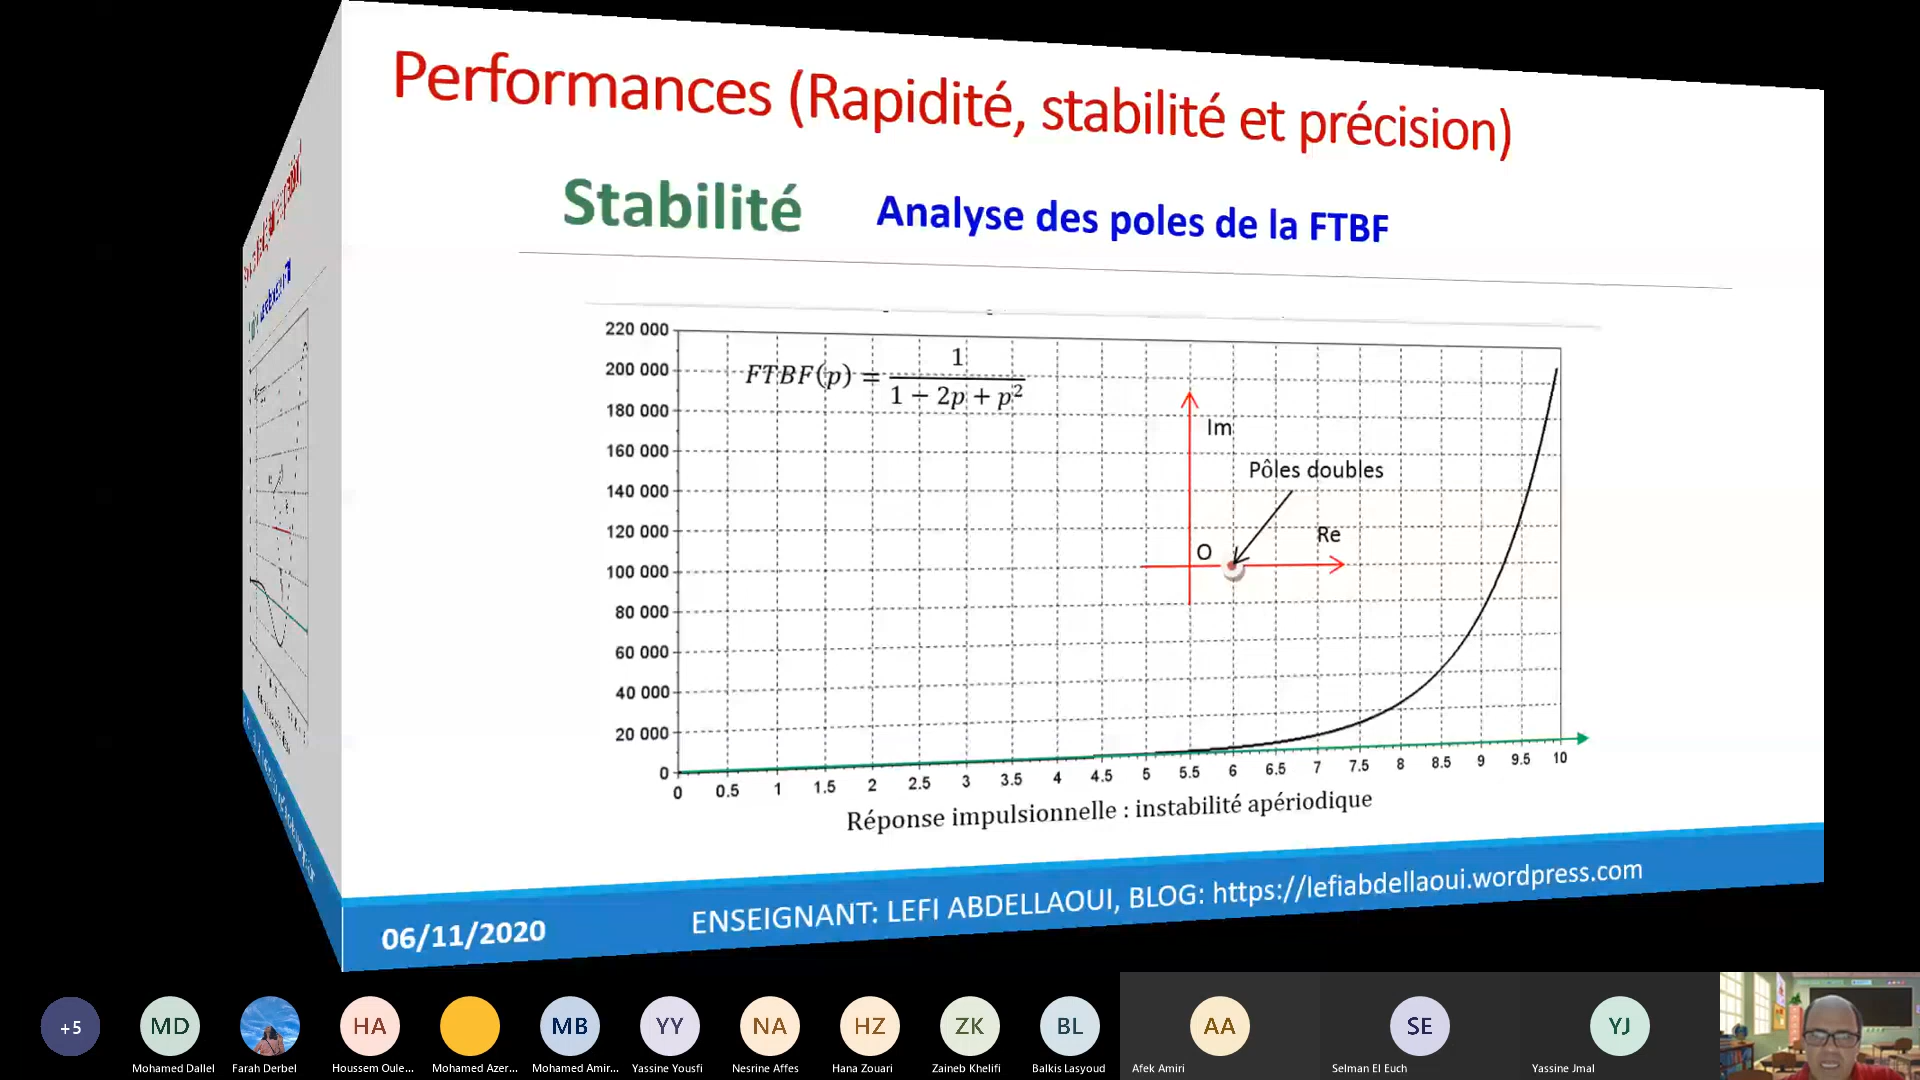 Performances (Rapidité, stabilité et précision)
Stabilité
Analyse des poles de la FTBF
220 000
200 000
180 000
160 000
140 000
120 000
100 000
80 000
60 000
40 000
20 000
0
FTBF(p) = 1 / (1 − 2p + p²)
Im
Pôles doubles
Re
O
0 0.5 1 1.5 2 2.5 3 3.5 4 4.5 5 5.5 6 6.5 7 7.5 8 8.5 9 9.5 10
Réponse impulsionnelle : instabilité apériodique
06/11/2020
ENSEIGNANT: LEFI ABDELLAOUI, BLOG: https://lefiabdellaoui.wordpress.com
+5
MD
HA
MB
YY
NA
HZ
ZK
BL
AA
SE
YJ
Mohamed Dallel
Farah Derbel
Houssem Oule...
Mohamed Azer...
Mohamed Amir...
Yassine Yousfi
Nesrine Affes
Hana Zouari
Zaineb Khelifi
Balkis Lasyoud
Afek Amiri
Selman El Euch
Yassine Jmal